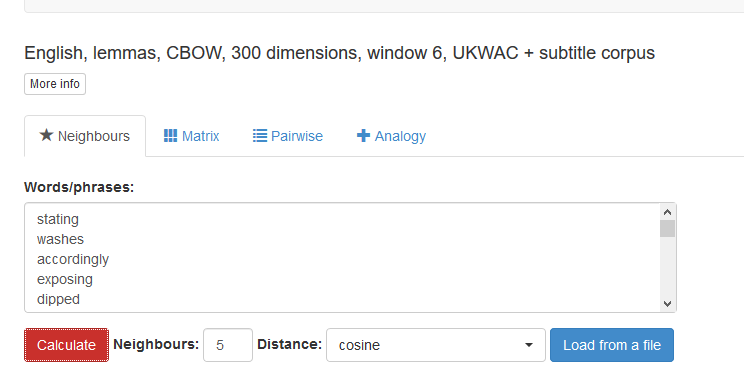 English, lemmas, CBOW, 300 dimensions, window 6, UKWAC + subtitle corpus
More info
Neighbours Matrix Pairwise Analogy
Words/phrases:
stating
washes
accordingly
exposing
dipped
Calculate Neighbours: 5 Distance: cosine Load from a file